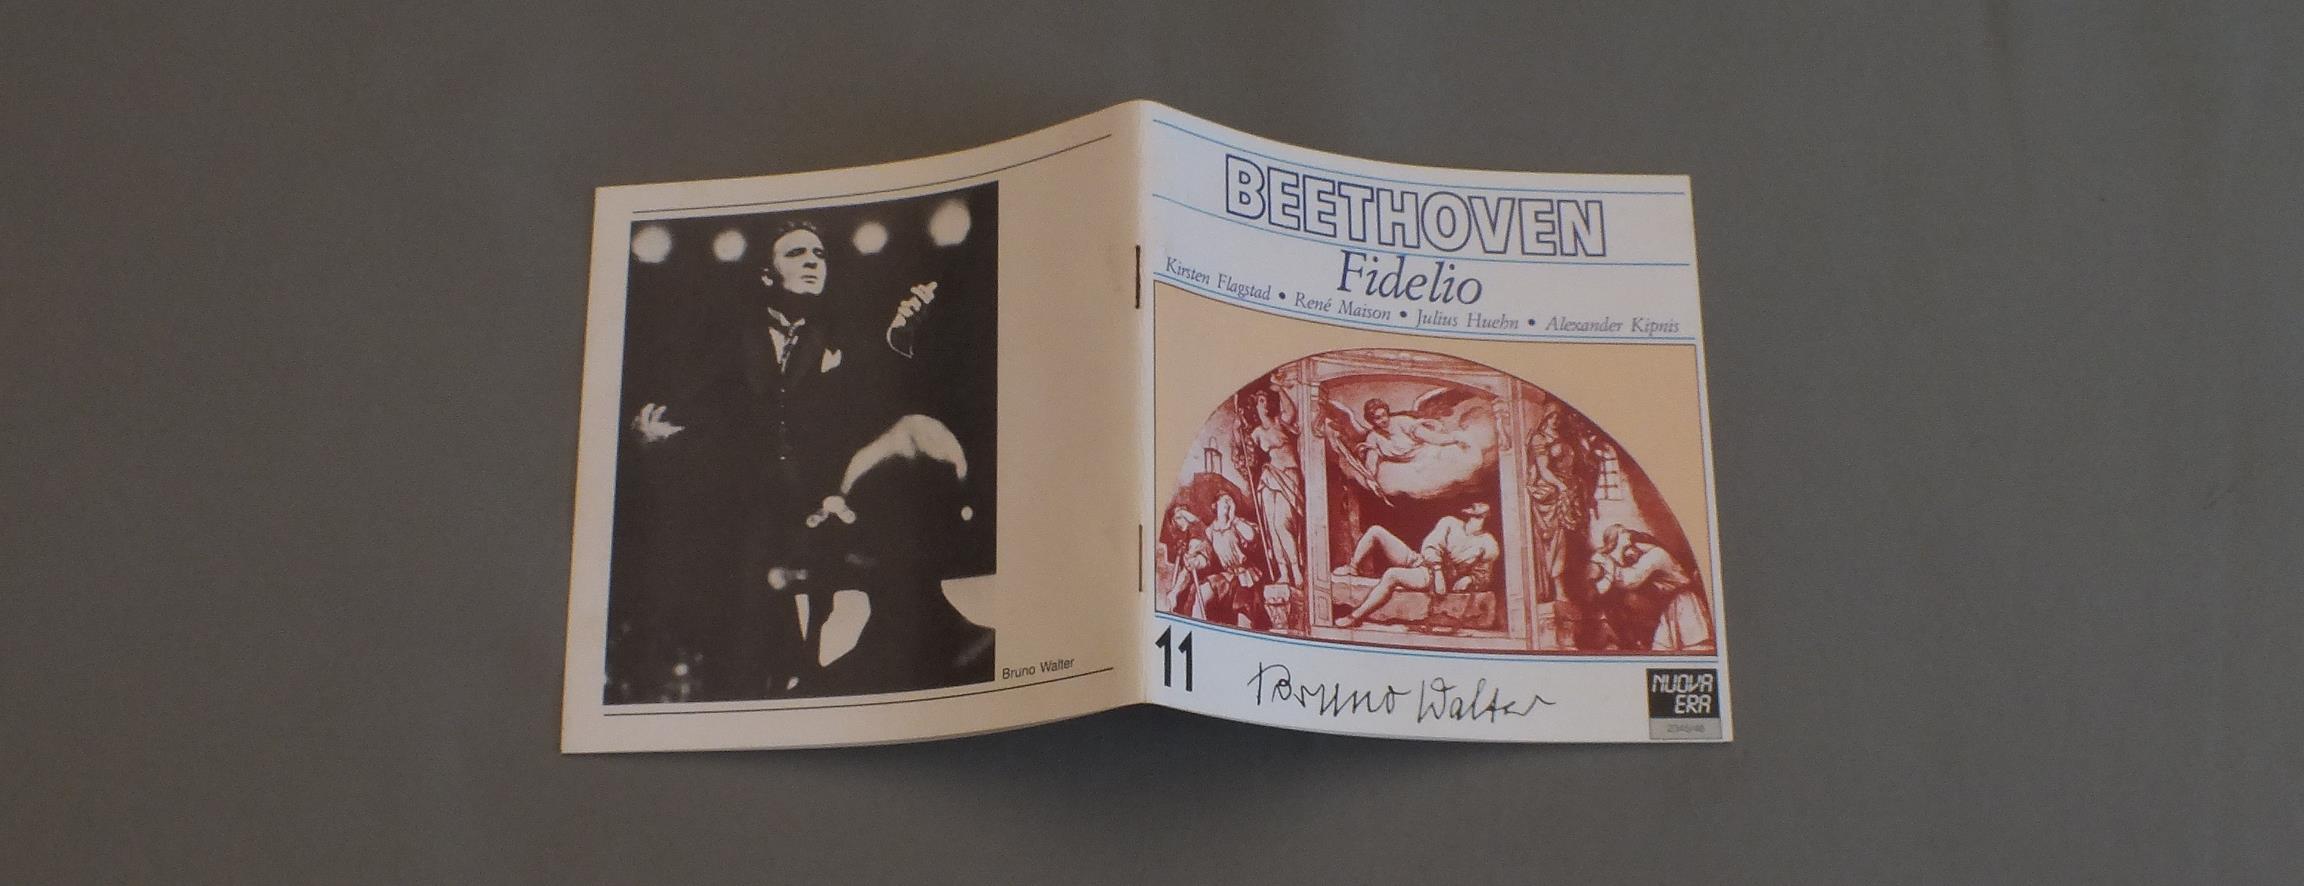 Bruno Walter
BEETHOVEN
Fidelio
Kirsten Flagstad • René Maison • Julius Huehn • Alexander Kipnis
11
Bruno Walter
NUOVA
ERA